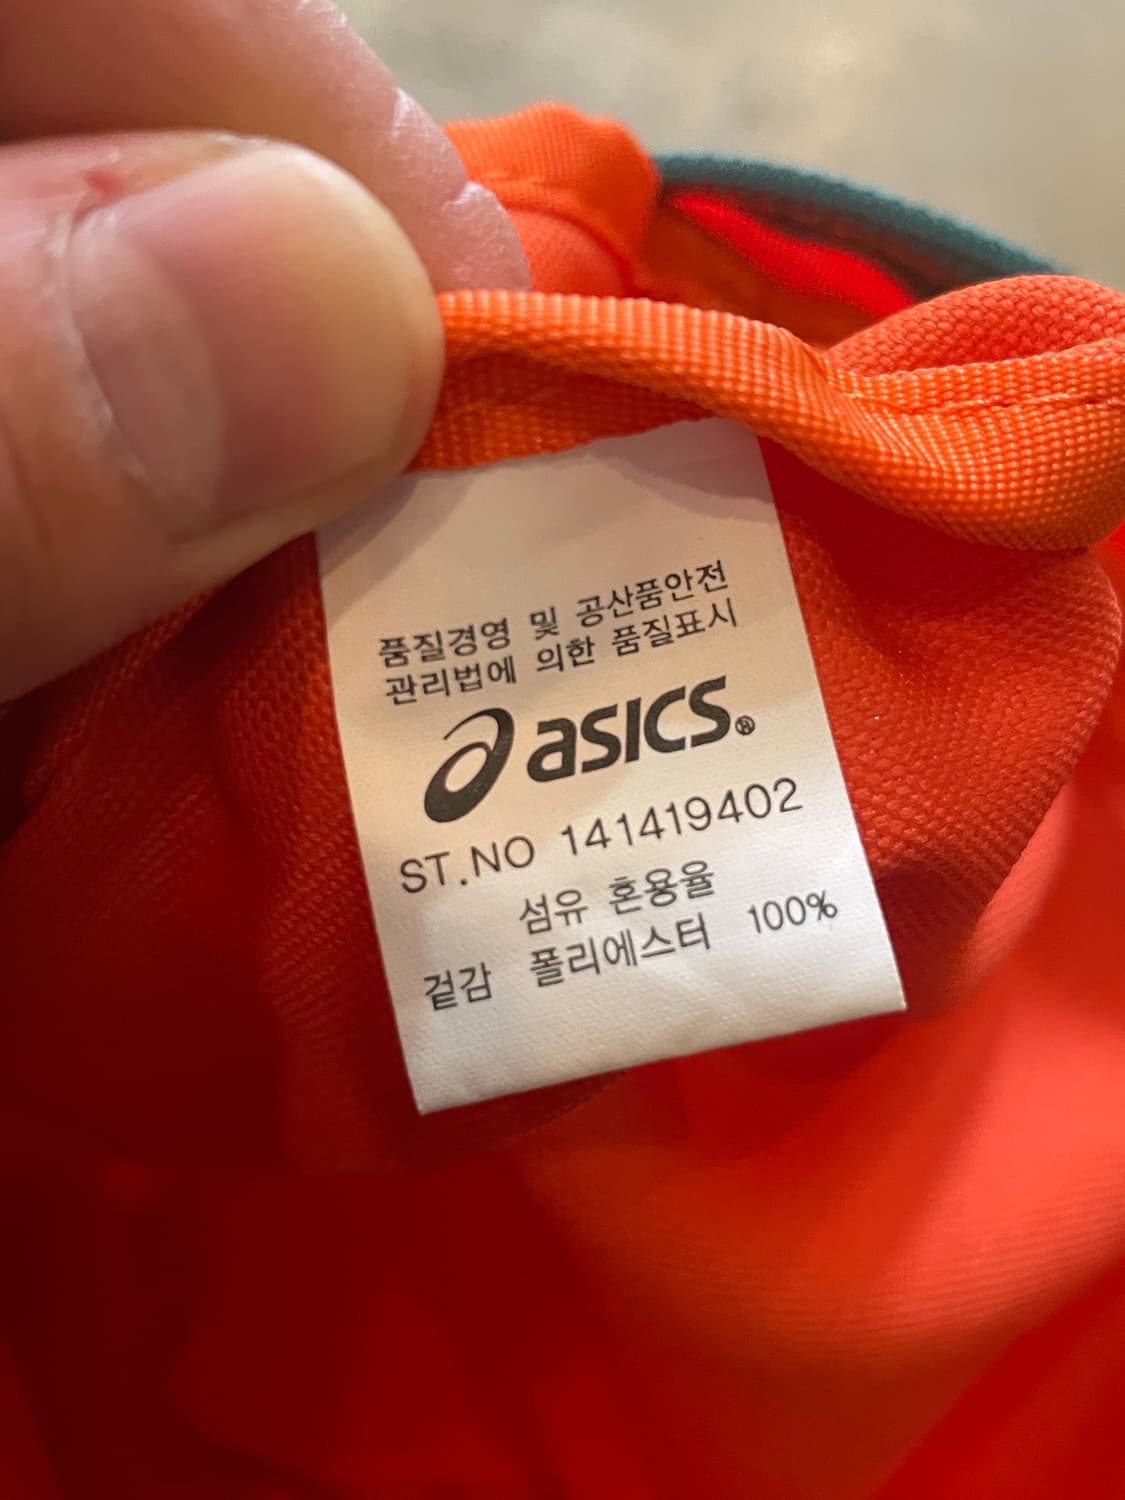 품질경영 및 공산품안전
관리법에 의한 품질표시
asics®
ST.NO 141419402
섬유 혼용율
겉감 폴리에스터 100%